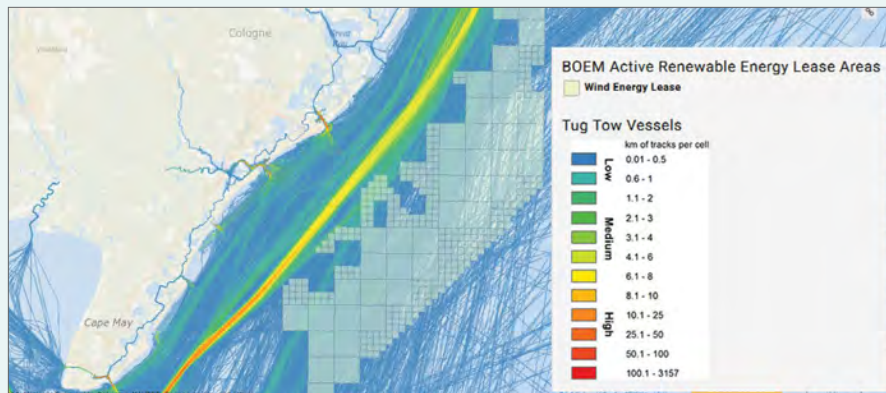 Cologne
BOEM Active Renewable Energy Lease Areas
Wind Energy Lease
Tug Tow Vessels
km of tracks per cell
Low
0.01 - 0.5
0.6 - 1
1.1 - 2
2.1 - 3
Medium
3.1 - 4
4.1 - 6
6.1 - 8
8.1 - 10
High
10.1 - 25
25.1 - 50
50.1 - 100
100.1 - 3157
Cape May